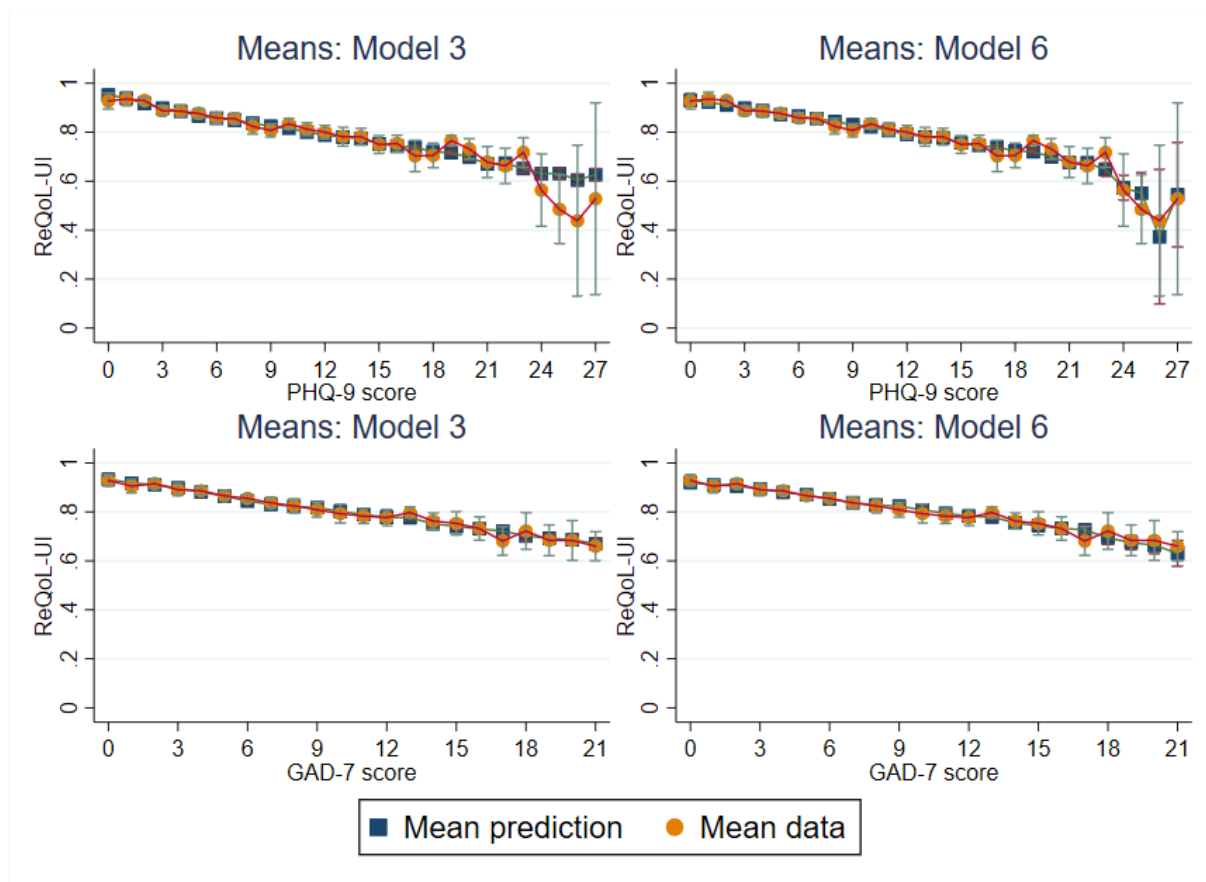 Means: Model 3
ReQoL-UI
1
.8
.6
.4
.2
0
0 3 6 9 12 15 18 21 24 27
PHQ-9 score
Means: Model 6
ReQoL-UI
1
.8
.6
.4
.2
0
0 3 6 9 12 15 18 21 24 27
PHQ-9 score
Means: Model 3
ReQoL-UI
1
.8
.6
.4
.2
0
0 3 6 9 12 15 18 21
GAD-7 score
Means: Model 6
ReQoL-UI
1
.8
.6
.4
.2
0
0 3 6 9 12 15 18 21
GAD-7 score
Mean prediction Mean data